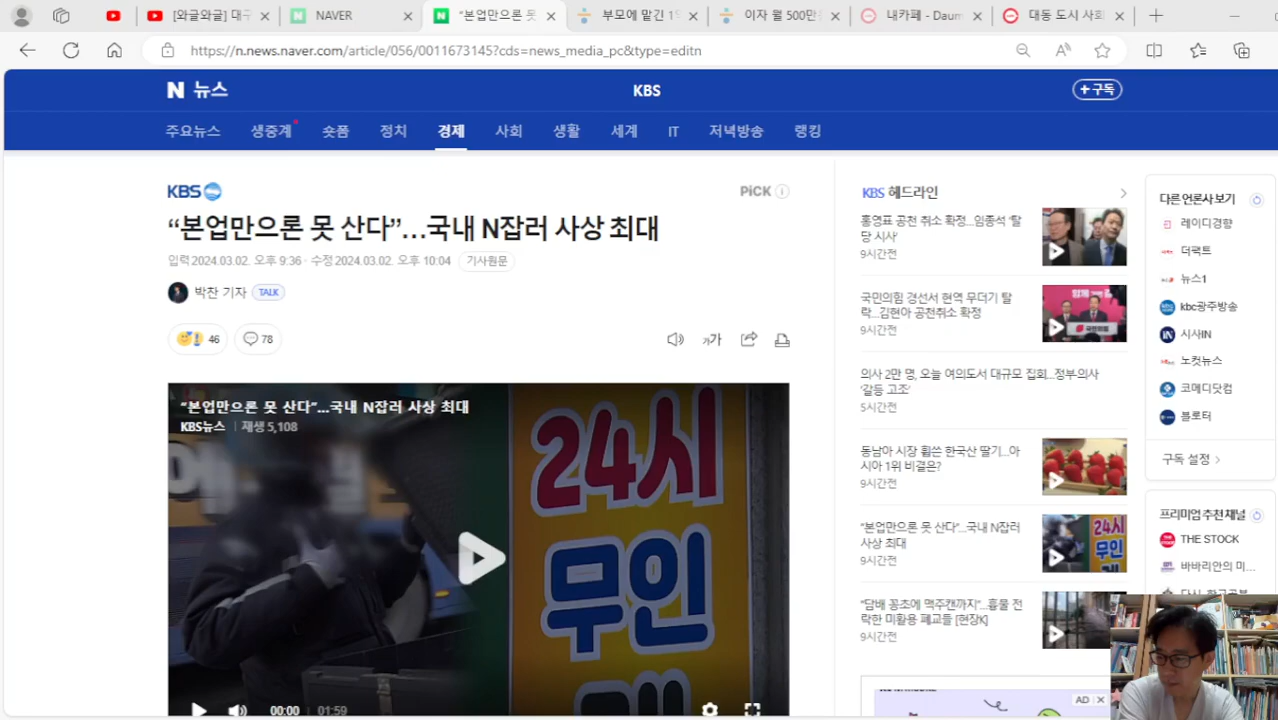 [와글와글] 대구
NAVER
"본업만으론 못
부모에 맡긴 1억
이자 월 500만
내카페 - Daum
대동 도시 사회
https://n.news.naver.com/article/056/0011673145?cds=news_media_pc&type=editn
N 뉴스
KBS
+ 구독
주요뉴스 생중계 숏폼 정치 경제 사회 생활 세계 IT 저녁방송 랭킹
KBS
PiCK
“본업만으론 못 산다”…국내 N잡러 사상 최대
입력 2024.03.02. 오후 9:36 · 수정 2024.03.02. 오후 10:04 기사원문
박찬 기자 TALK
46 78
가
“본업만으론 못 산다”...국내 N잡러 사상 최대
KBS뉴스 재생 5,108
24시
무인
00:00 01:59
KBS 헤드라인
홍영표 공천 취소 확정…임종석 ‘탈
당 시사’
9시간전
국민의힘 경선서 현역 무더기 탈
락…김현아 공천취소 확정
9시간전
의사 2만 명, 오늘 여의도서 대규모 집회…정부·의사
‘갈등 고조’
5시간전
동남아 시장 휩쓴 한국산 딸기…아
시아 1위 비결은?
9시간전
“본업만으론 못 산다”…국내 N잡러
사상 최대
9시간전
24시
무인
“담배 꽁초에 맥주캔까지”…흉물 전
락한 미활용 폐교들 [현장K]
9시간전
AD
다른 언론사 보기
레이디경향
더팩트
뉴스1
kbc광주방송
시사IN
노컷뉴스
코메디닷컴
블로터
구독 설정
프리미엄 추천 채널
THE STOCK
바바리안의 미...